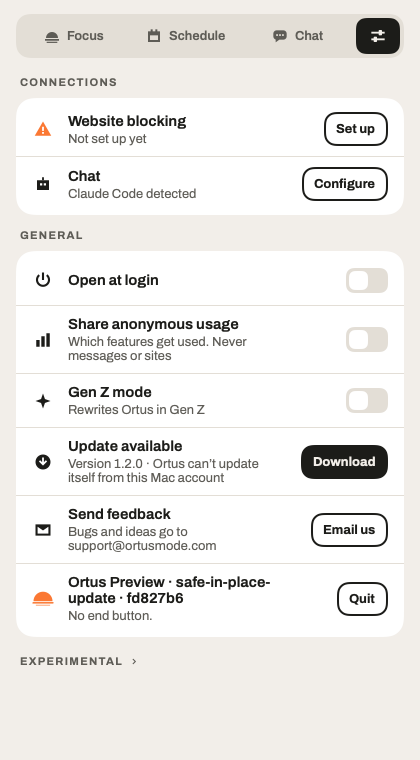 Focus
Schedule
Chat
CONNECTIONS
Website blocking
Not set up yet
Set up
Chat
Claude Code detected
Configure
GENERAL
Open at login
Share anonymous usage
Which features get used. Never
messages or sites
Gen Z mode
Rewrites Ortus in Gen Z
Update available
Version 1.2.0 · Ortus can’t update
itself from this Mac account
Download
Send feedback
Bugs and ideas go to
support@ortusmode.com
Email us
Ortus Preview · safe-in-place-
update · fd827b6
No end button.
Quit
EXPERIMENTAL ›